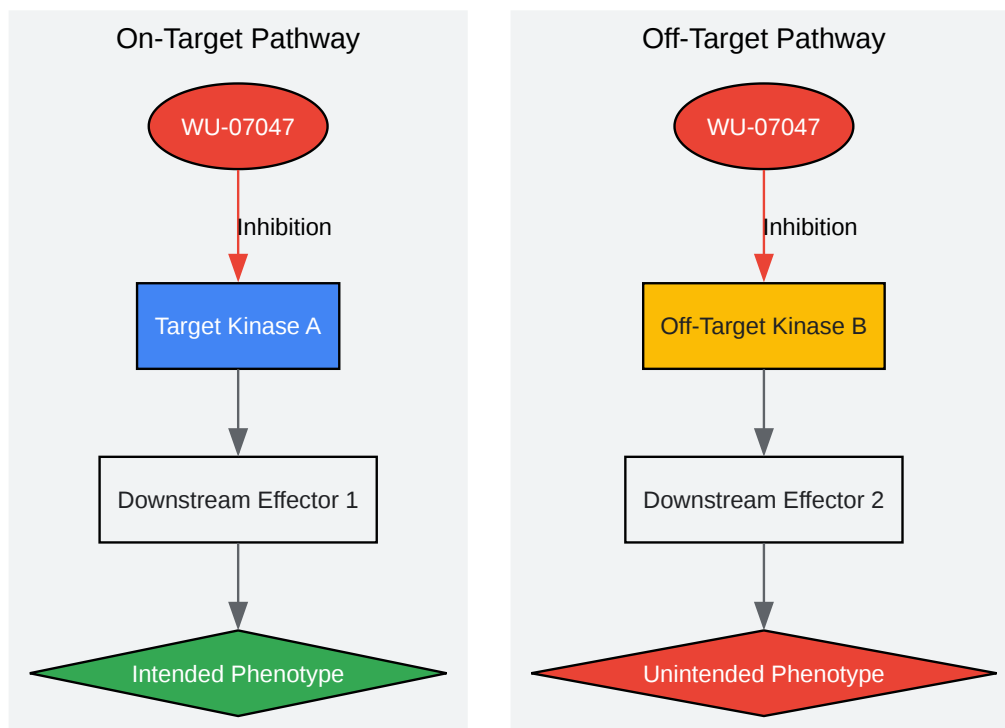 On-Target Pathway
WU-07047
Inhibition
Target Kinase A
Downstream Effector 1
Intended Phenotype
Off-Target Pathway
WU-07047
Inhibition
Off-Target Kinase B
Downstream Effector 2
Unintended Phenotype